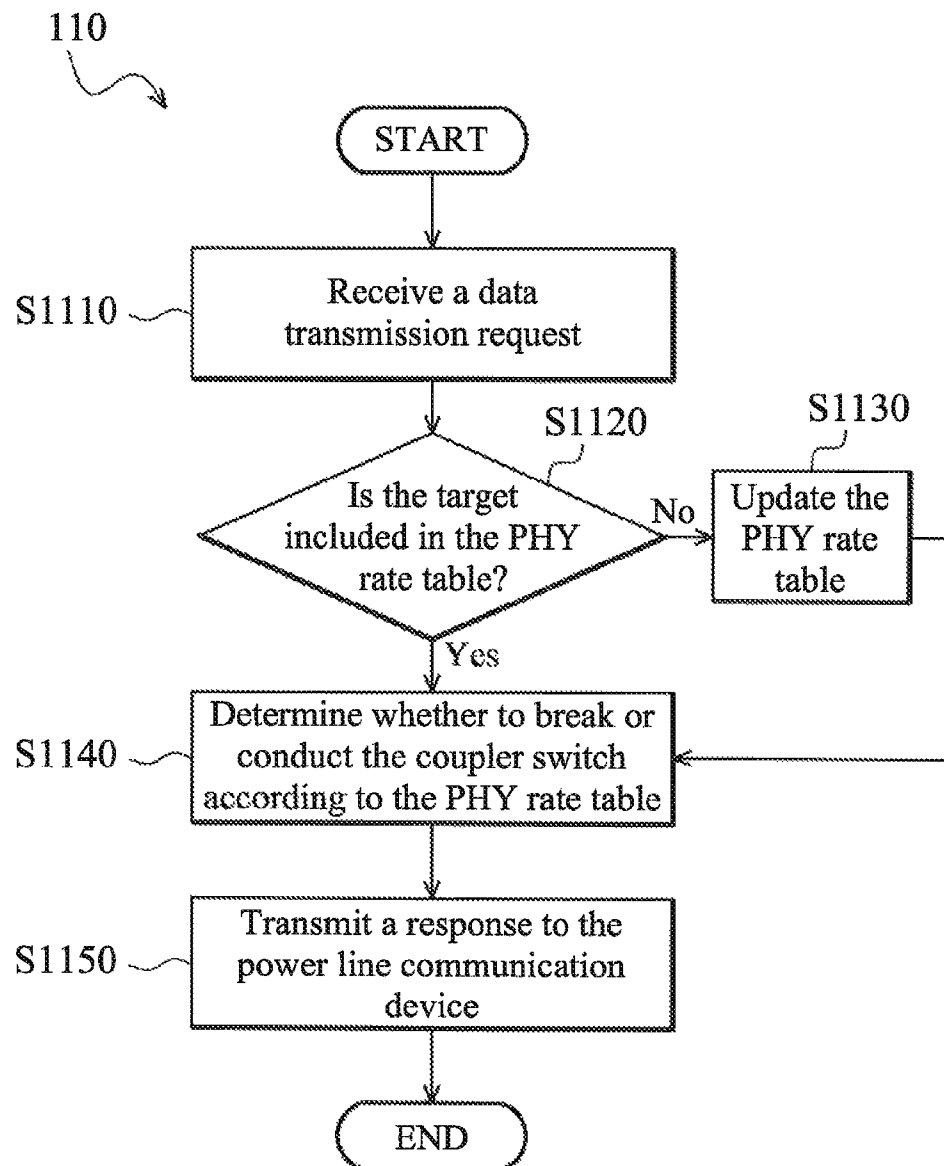 110
START
S1110
Receive a data
transmission request
S1120
Is the target
included in the PHY
rate table?
No
S1130
Update the
PHY rate
table
Yes
S1140
Determine whether to break or
conduct the coupler switch
according to the PHY rate table
S1150
Transmit a response to the
power line communication
device
END